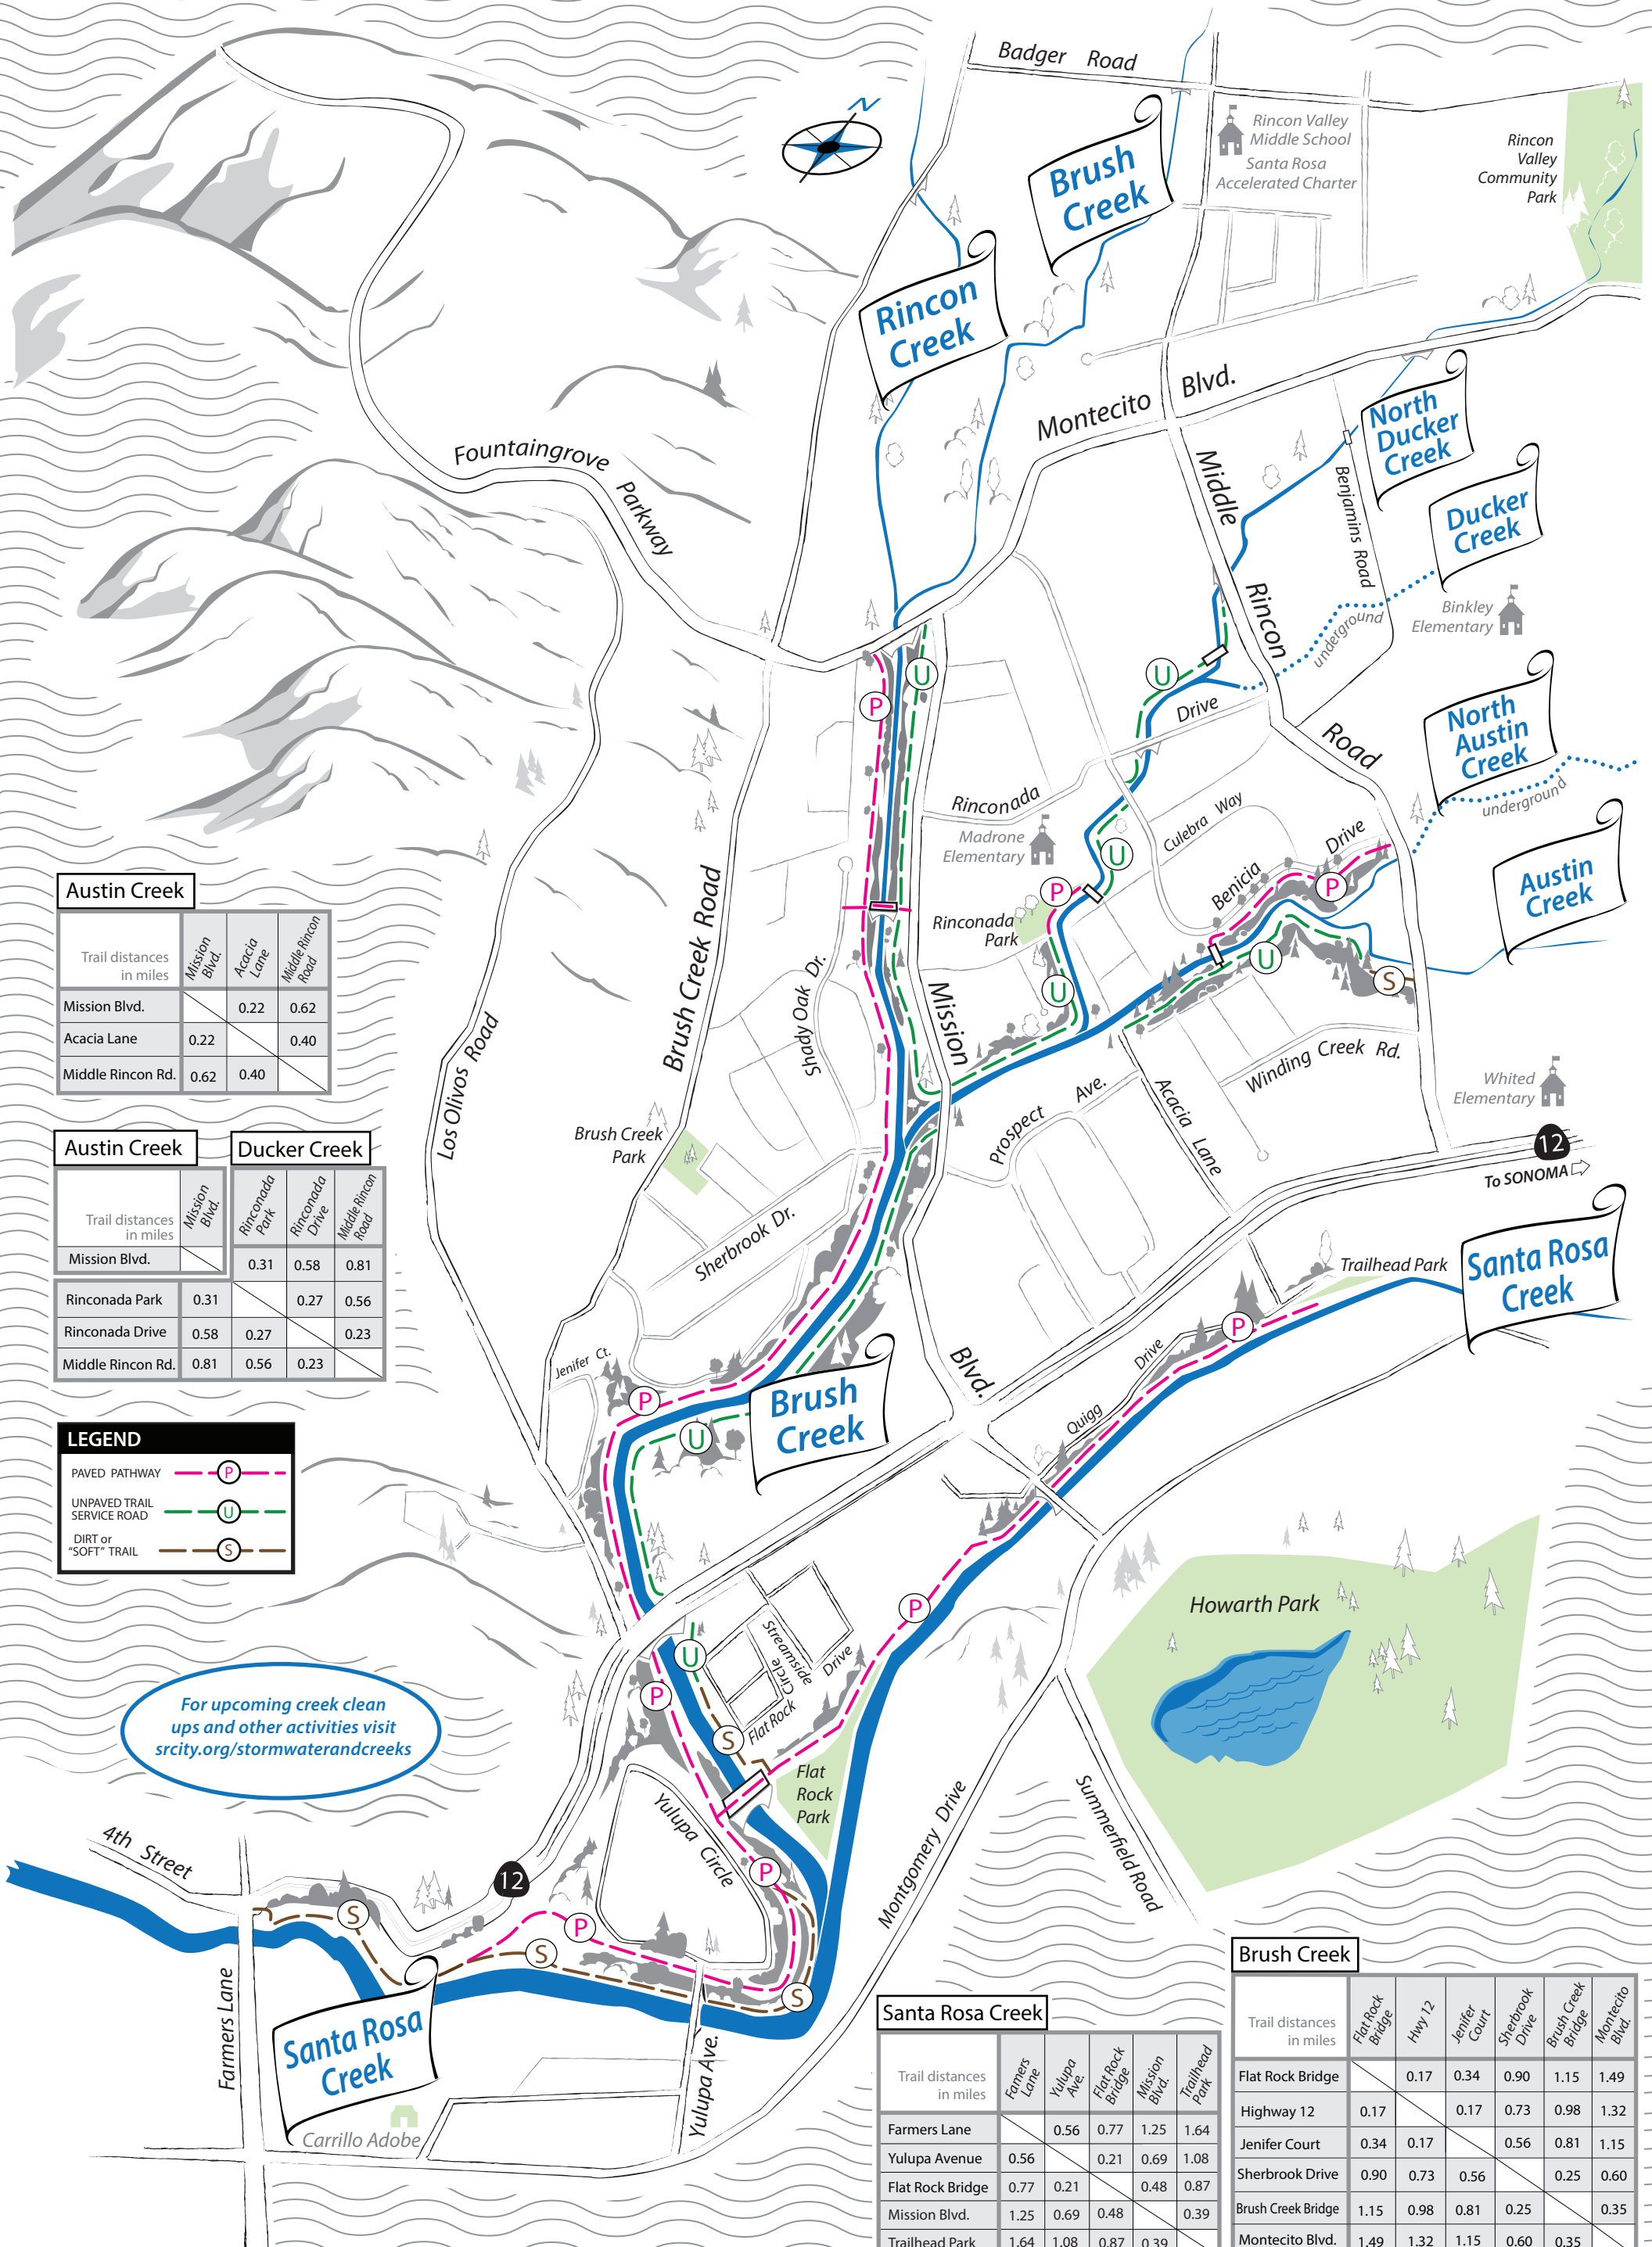 Badger Road
N
Rincon Valley
Middle School
Santa Rosa
Accelerated Charter
Rincon
Valley
Community
Park
Brush
Creek
Rincon
Creek
Montecito Blvd.
North
Ducker
Creek
Fountaingrove
Parkway
Middle
Rincon
Road
Benjamins Road
Ducker
Creek
underground
Binkley
Elementary
U
P
U
Drive
Rinconada
North
Austin
Creek
underground
Madrone
Elementary
Culebra Way
U
P
Rinconada
Park
Benicia
Drive
P
Austin
Creek
U
U
S
Brush Creek Road
Shady Oak Dr.
Mission
Los Olivos Road
Winding Creek Rd.
Whited
Elementary
Prospect Ave.
Acacia Lane
Brush Creek
Park
12
To SONOMA
Sherbrook Dr.
Trailhead Park
Santa Rosa
Creek
P
Drive
Quigg
Blvd.
Jenifer Ct.
P
U
Brush
Creek
Austin Creek
Trail distances
in miles
Mission
Blvd.
Acacia
Lane
Middle Rincon
Road
Mission Blvd. 0.22 0.62
Acacia Lane 0.22 0.40
Middle Rincon Rd. 0.62 0.40
Austin Creek
Ducker Creek
Trail distances
in miles
Mission
Blvd.
Rinconada
Park
Rinconada
Drive
Middle Rincon
Road
Mission Blvd. 0.31 0.58 0.81
Rinconada Park 0.31 0.27 0.56
Rinconada Drive 0.58 0.27 0.23
Middle Rincon Rd. 0.81 0.56 0.23
LEGEND
PAVED PATHWAY P
UNPAVED TRAIL
SERVICE ROAD U
DIRT or
"SOFT" TRAIL S
Howarth Park
P
U
P
Streamside
Circle
Drive
Flat Rock
S
Flat
Rock
Park
For upcoming creek clean
ups and other activities visit
srcity.org/stormwaterandcreeks
Yulupa Circle
P
Montgomery Drive
Summerfield Road
4th Street
12
S
P
S
S
Farmers Lane
Santa Rosa
Creek
Yulupa Ave.
Carrillo Adobe
Santa Rosa Creek
Trail distances
in miles
Famers
Lane
Yulupa
Ave.
Flat Rock
Bridge
Mission
Blvd.
Trailhead
Park
Farmers Lane 0.56 0.77 1.25 1.64
Yulupa Avenue 0.56 0.21 0.69 1.08
Flat Rock Bridge 0.77 0.21 0.48 0.87
Mission Blvd. 1.25 0.69 0.48 0.39
Trailhead Park 1.64 1.08 0.87 0.39
Brush Creek
Trail distances
in miles
Flat Rock
Bridge
Hwy 12
Jenifer
Court
Sherbrook
Drive
Brush Creek
Bridge
Montecito
Blvd.
Flat Rock Bridge 0.17 0.34 0.90 1.15 1.49
Highway 12 0.17 0.17 0.73 0.98 1.32
Jenifer Court 0.34 0.17 0.56 0.81 1.15
Sherbrook Drive 0.90 0.73 0.56 0.25 0.60
Brush Creek Bridge 1.15 0.98 0.81 0.25 0.35
Montecito Blvd. 1.49 1.32 1.15 0.60 0.35